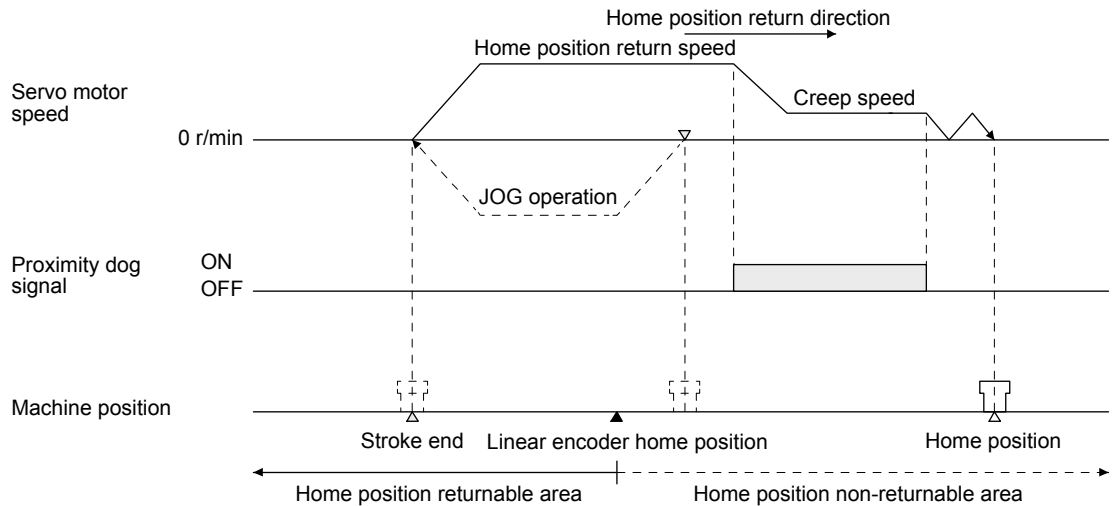 Home position return direction
Home position return speed
Servo motor
speed
Creep speed
0 r/min
JOG operation
Proximity dog
signal
ON
OFF
Machine position
Stroke end
Linear encoder home position
Home position
Home position returnable area
Home position non-returnable area